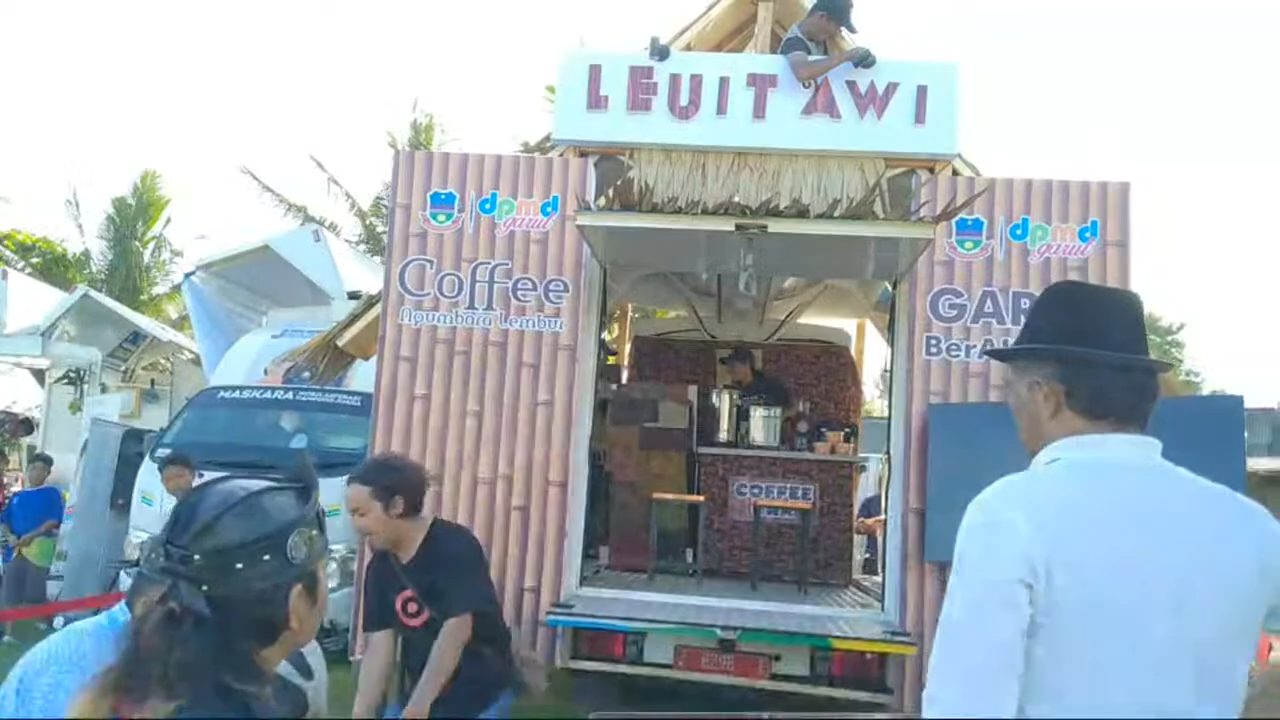 LEUIT AWI
dpmd
garut
Coffee
Ngumbara Lembur
dpmd
garut
GAR
BerA
MASKARA
COFFEE